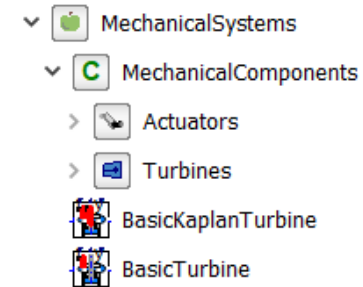 MechanicalSystems
C MechanicalComponents
Actuators
Turbines
BasicKaplanTurbine
BasicTurbine